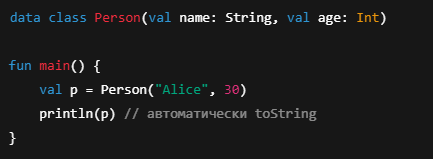 data class Person(val name: String, val age: Int)
fun main() {
    val p = Person("Alice", 30)
    println(p) // автоматически toString
}